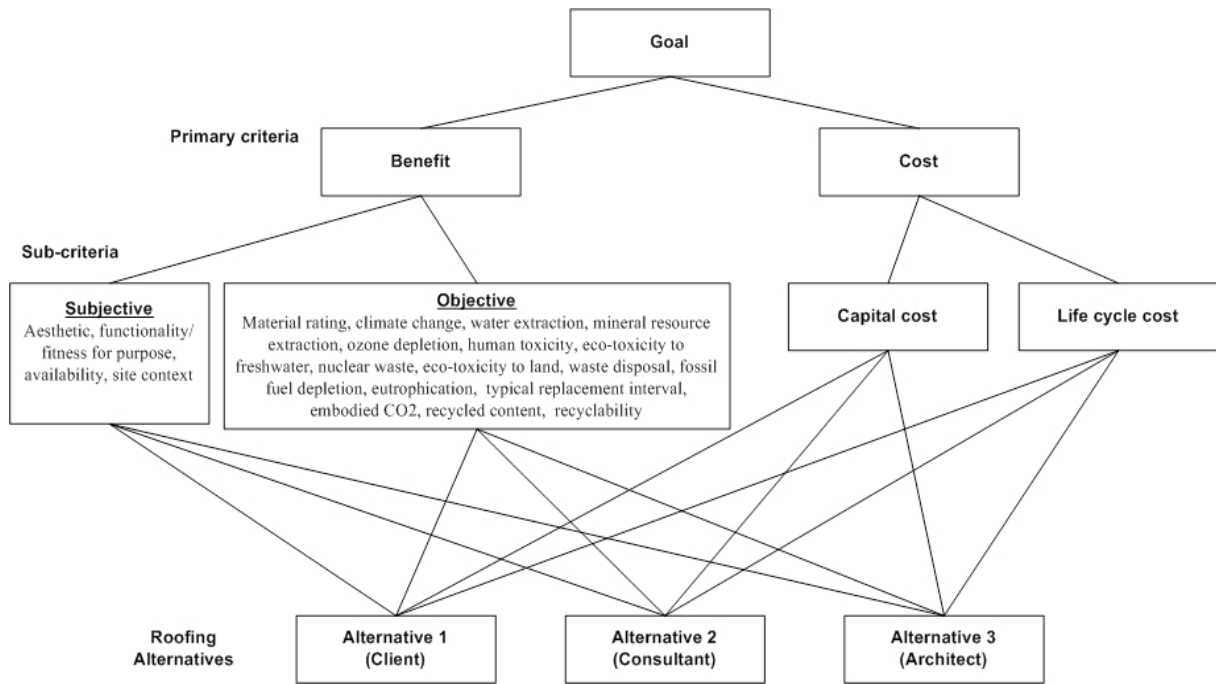 Goal
Primary criteria
Benefit
Cost
Sub-criteria
Subjective
Aesthetic, functionality/
fitness for purpose,
availability, site context
Objective
Material rating, climate change, water extraction, mineral resource
extraction, ozone depletion, human toxicity, eco-toxicity to
freshwater, nuclear waste, eco-toxicity to land, waste disposal, fossil
fuel depletion, eutrophication, typical replacement interval,
embodied CO2, recycled content, recyclability
Capital cost
Life cycle cost
Roofing
Alternatives
Alternative 1
(Client)
Alternative 2
(Consultant)
Alternative 3
(Architect)